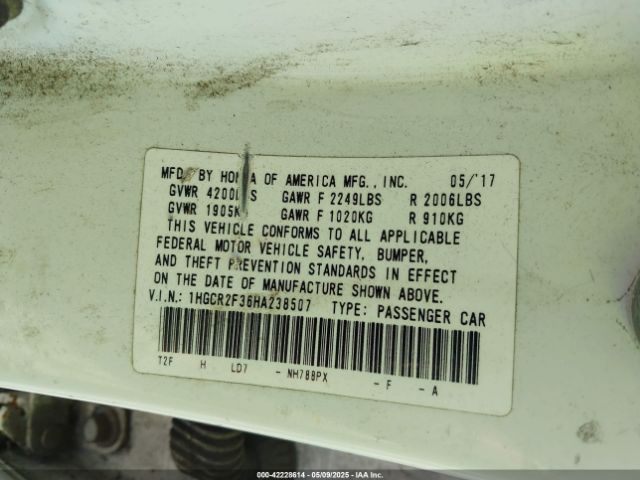 MFD. BY HONDA OF AMERICA MFG., INC. 05/'17
GVWR 4200LBS GAWR F 2249LBS R 2006LBS
GVWR 1905KG GAWR F 1020KG R 910KG
THIS VEHICLE CONFORMS TO ALL APPLICABLE
FEDERAL MOTOR VEHICLE SAFETY, BUMPER,
AND THEFT PREVENTION STANDARDS IN EFFECT
ON THE DATE OF MANUFACTURE SHOWN ABOVE.
V.I.N.: 1HGCR2F36HA238507 TYPE: PASSENGER CAR
T2F H LD7 - NH788PX - F - A
000-42228614 - 05/09/2025 - IAA Inc.